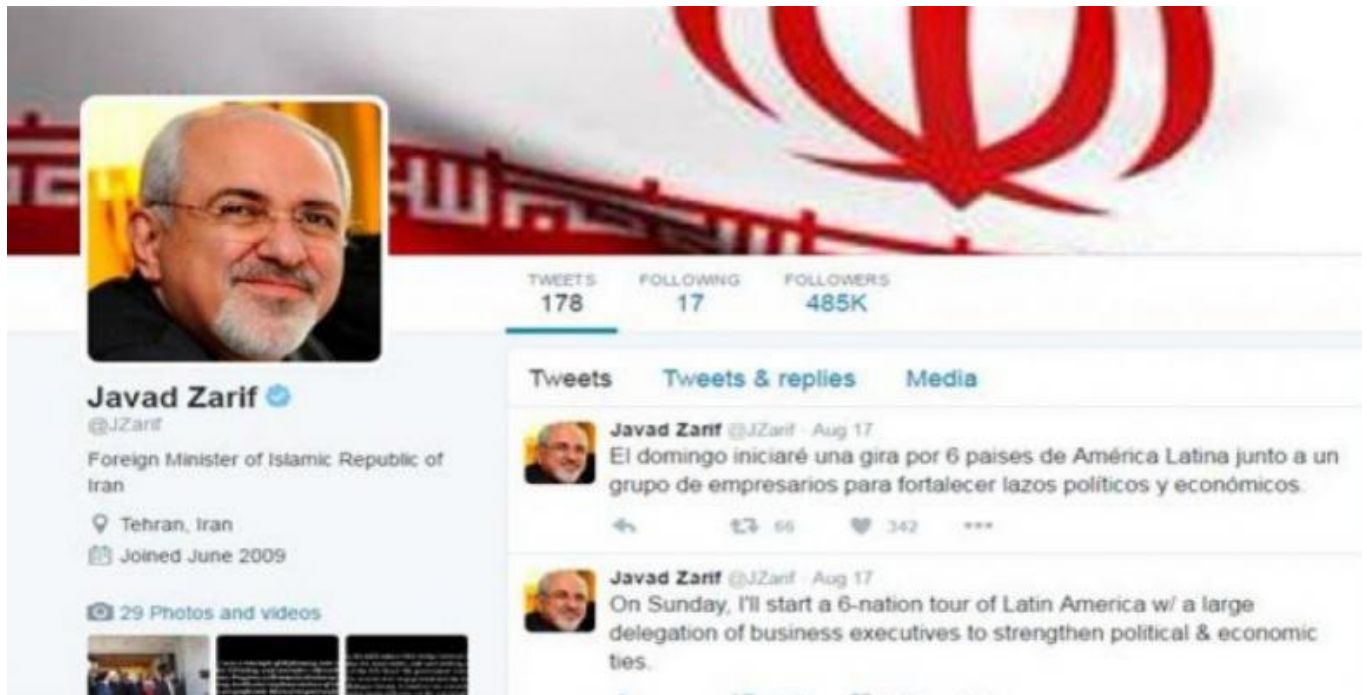 TWEETS FOLLOWING FOLLOWERS
178 17 485K
Javad Zarif
@JZarif
Foreign Minister of Islamic Republic of
Iran
Tehran, Iran
Joined June 2009
29 Photos and videos
Tweets Tweets & replies Media
Javad Zarif @JZarif · Aug 17
El domingo iniciaré una gira por 6 paises de América Latina junto a un
grupo de empresarios para fortalecer lazos políticos y económicos.
66 342
Javad Zarif @JZarif · Aug 17
On Sunday, I'll start a 6-nation tour of Latin America w/ a large
delegation of business executives to strengthen political & economic
ties.